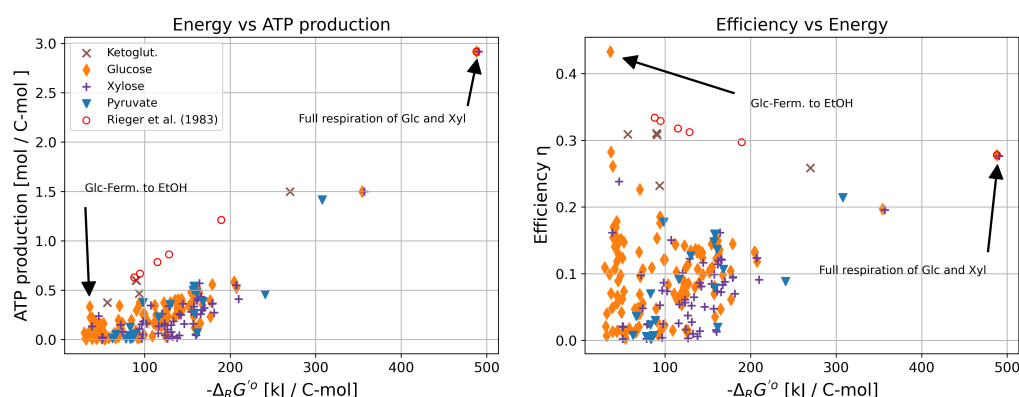 Energy vs ATP production
3.0
2.5
2.0
1.5
1.0
0.5
0.0
ATP production [mol / C-mol ]
Ketoglut.
Glucose
Xylose
Pyruvate
Rieger et al. (1983)
Full respiration of Glc and Xyl
Glc-Ferm. to EtOH
100
200
300
400
500
-Δ_RG'^o [kJ / C-mol]
Efficiency vs Energy
0.4
0.3
0.2
0.1
0.0
Efficiency η
Glc-Ferm. to EtOH
Full respiration of Glc and Xyl
100
200
300
400
500
-Δ_RG'^o [kJ / C-mol]